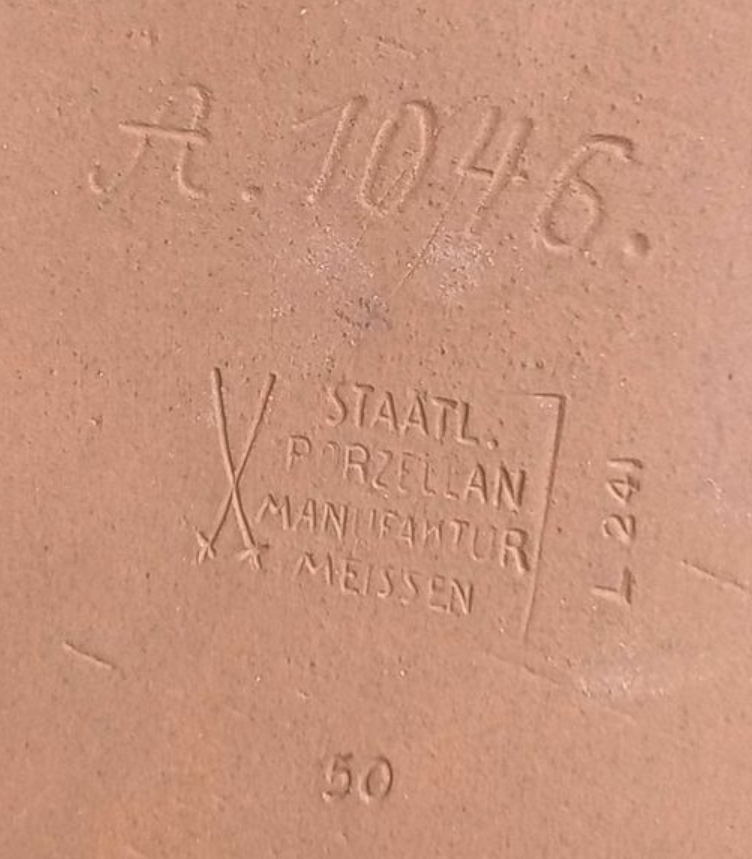 A. 1046.
STAATL.
PORZELLAN
MANUFAKTUR
MEISSEN
L 241
50